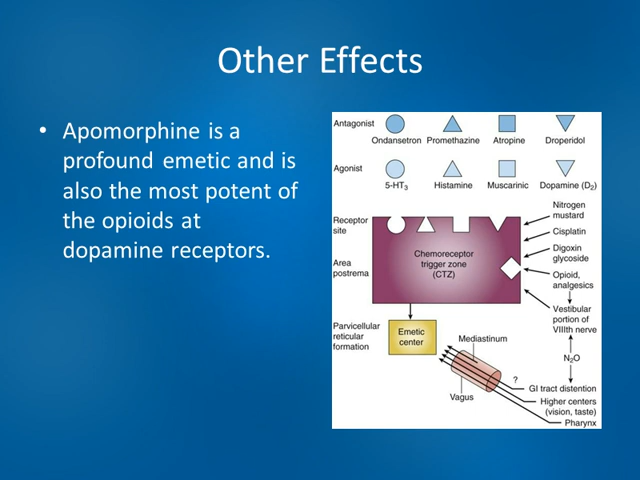 Other Effects
• Apomorphine is a
profound emetic and is
also the most potent of
the opioids at
dopamine receptors.
Antagonist
Ondansetron Promethazine Atropine Droperidol
Agonist
5-HT3 Histamine Muscarinic Dopamine (D2)
Receptor
site
Area
postrema
Chemoreceptor
trigger zone
(CTZ)
Nitrogen
mustard
Cisplatin
Digoxin
glycoside
Opioid,
analgesics
Vestibular
portion of
VIIIth nerve
N2O
Parvicellular
reticular
formation
Emetic
center
Mediastinum
Vagus
?
GI tract distention
Higher centers
(vision, taste)
Pharynx